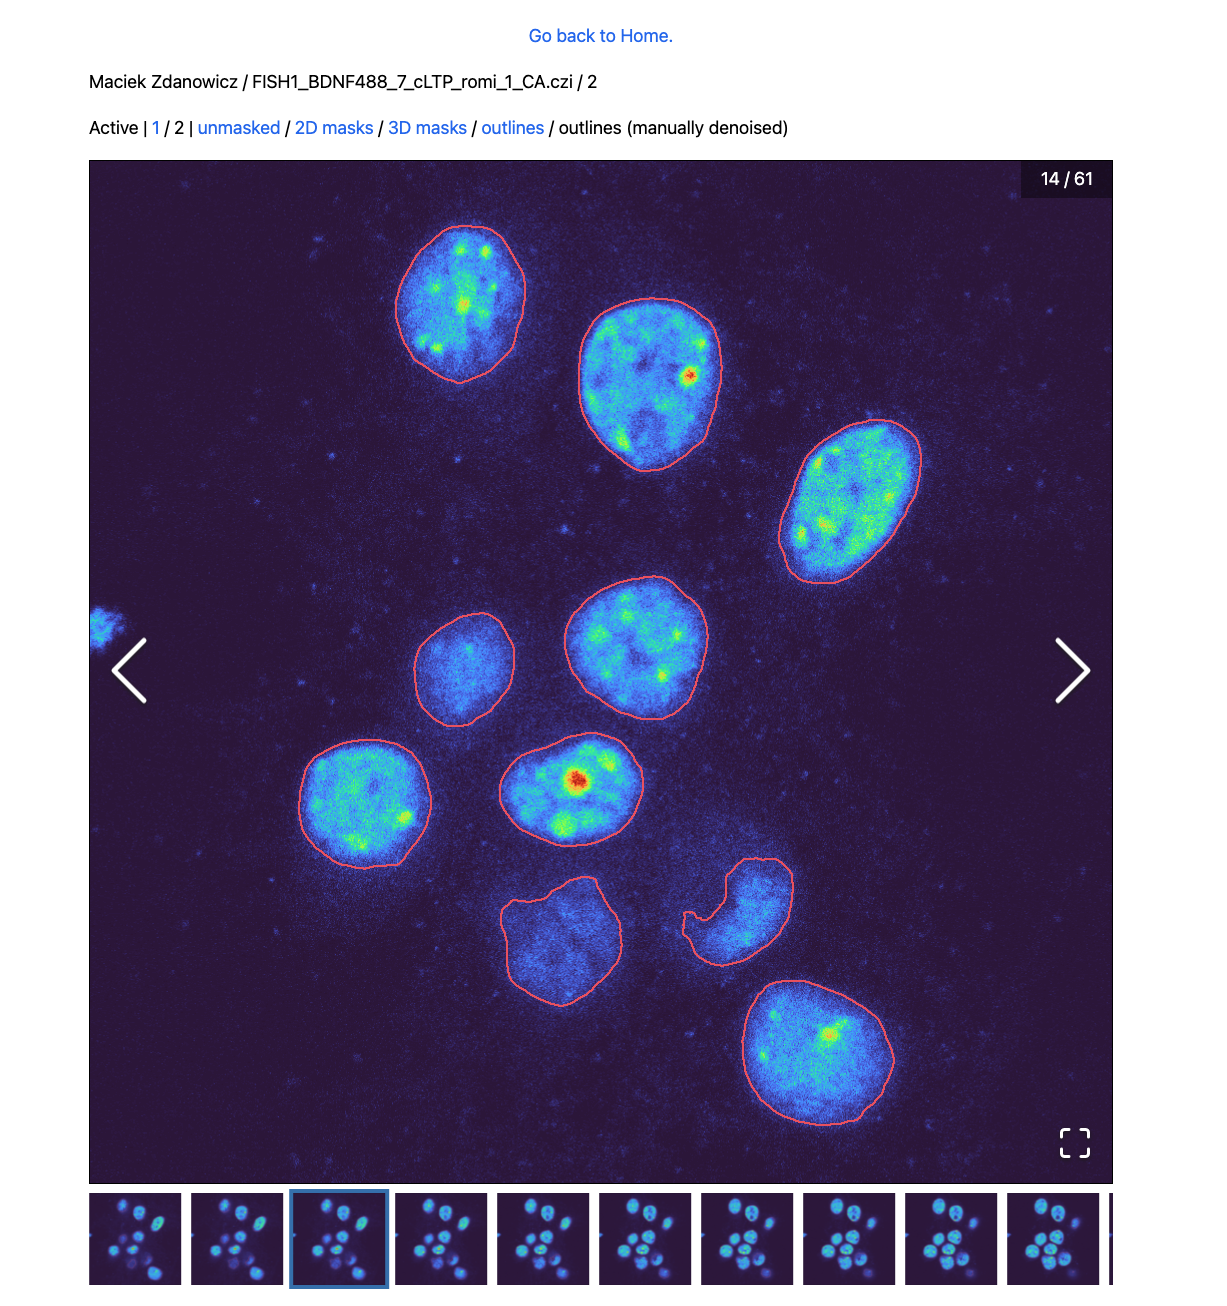 Go back to Home.
Maciek Zdanowicz / FISH1_BDNF488_7_cLTP_romi_1_CA.czi / 2
Active | 1 / 2 | unmasked / 2D masks / 3D masks / outlines / outlines (manually denoised)
14 / 61